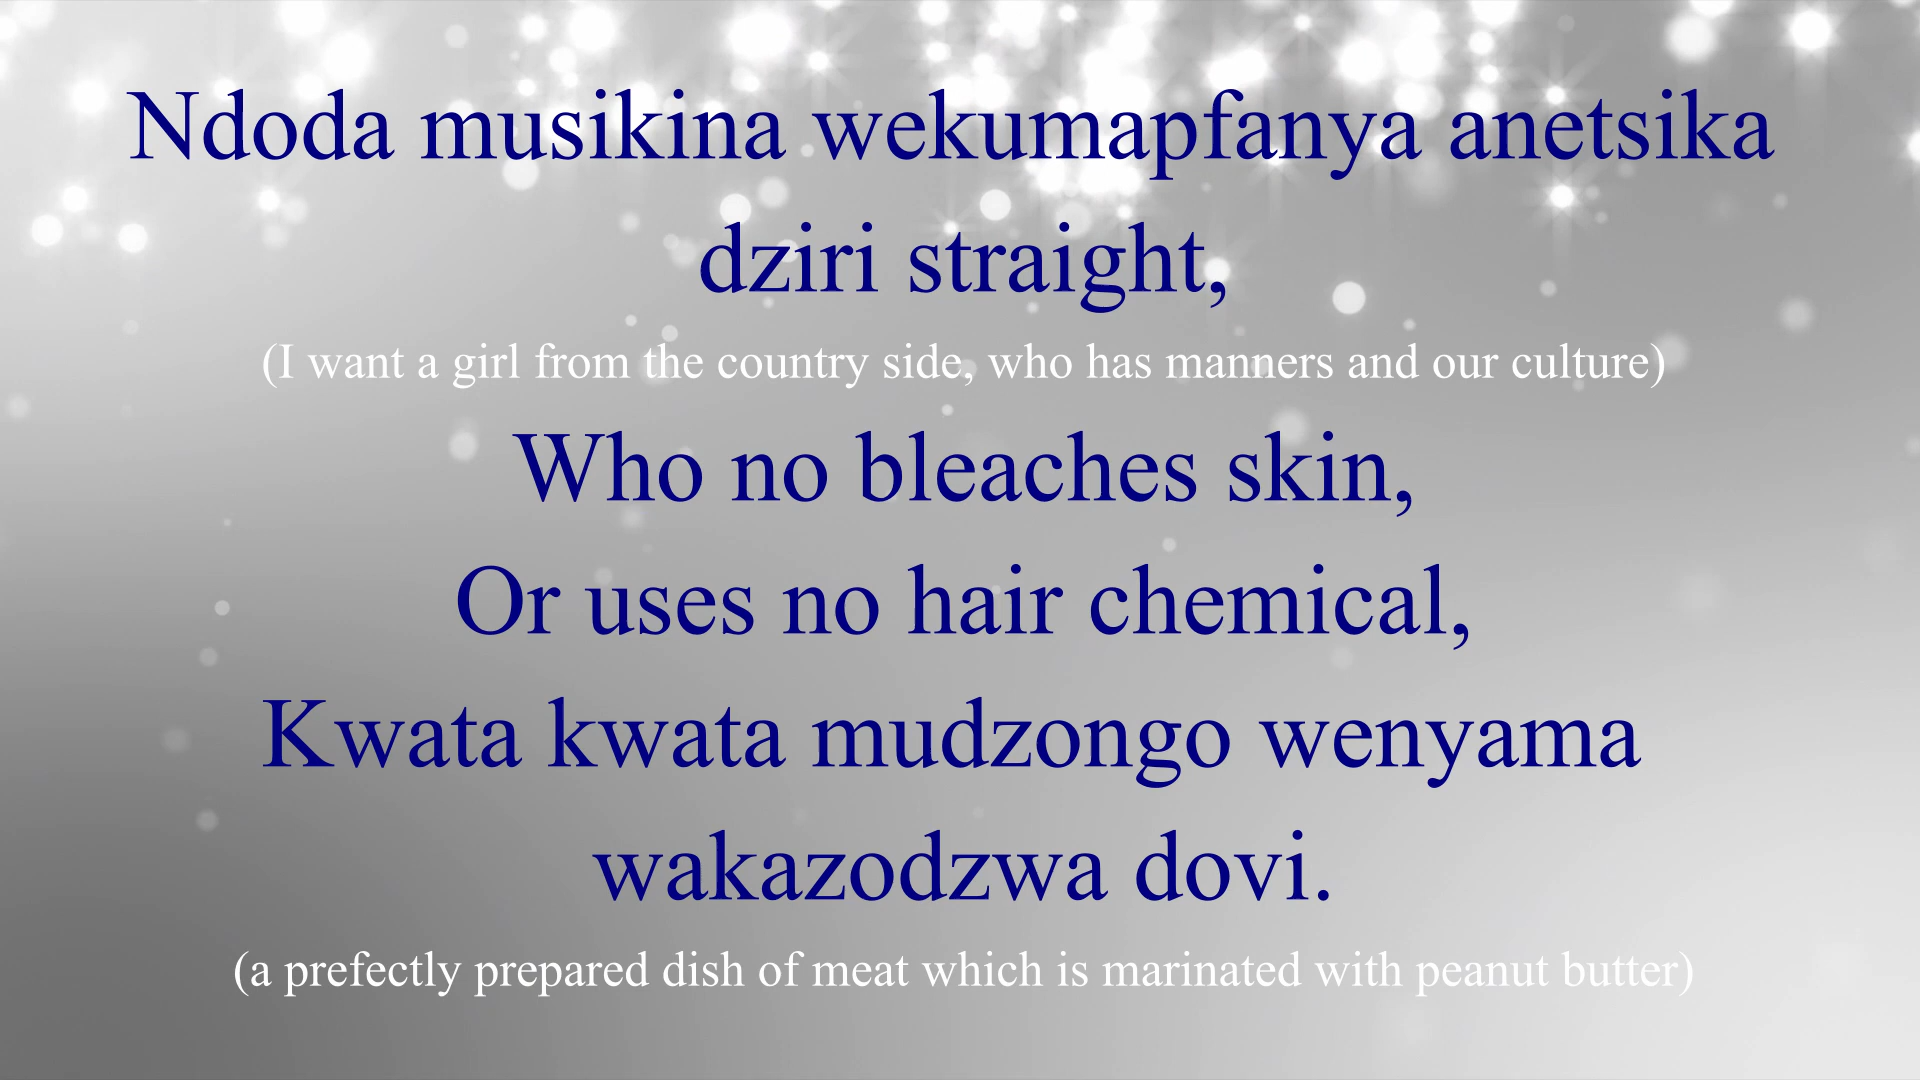 Ndoda musikina wekumapfanya anetsika
dziri straight,
(I want a girl from the country side, who has manners and our culture)
Who no bleaches skin,
Or uses no hair chemical,
Kwata kwata mudzongo wenyama
wakazodzwa dovi.
(a prefectly prepared dish of meat which is marinated with peanut butter)